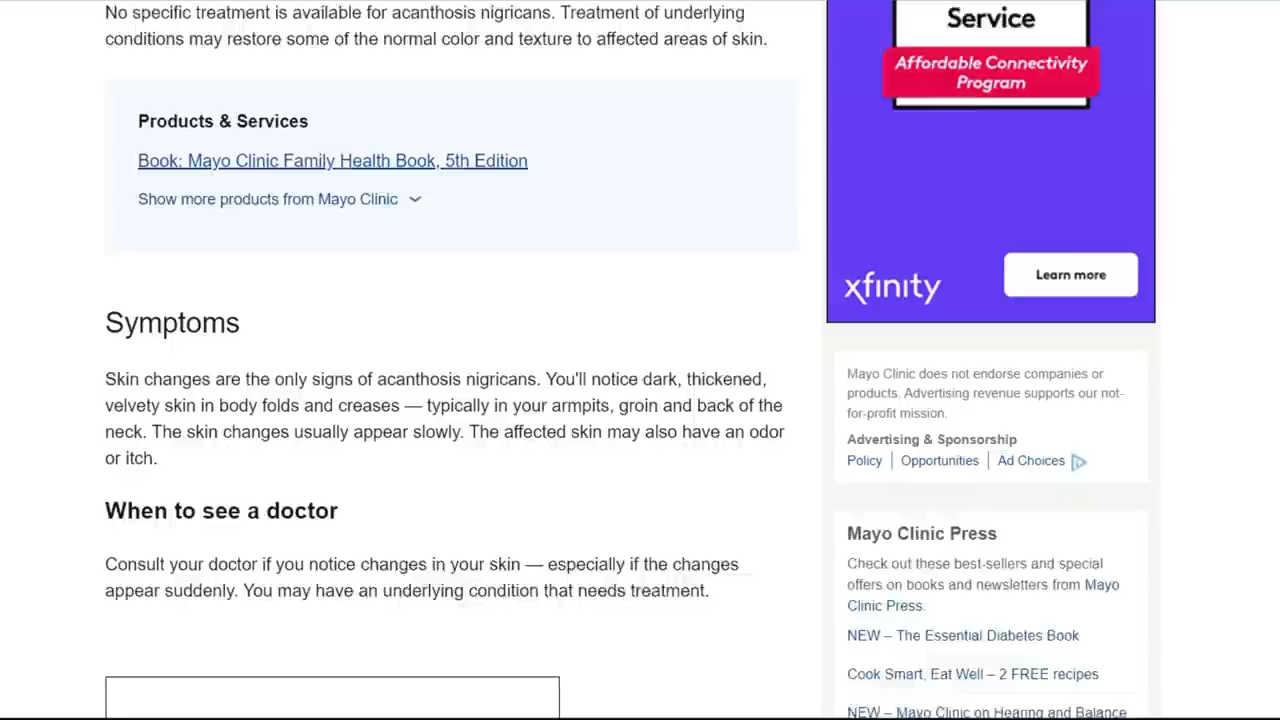 No specific treatment is available for acanthosis nigricans. Treatment of underlying
conditions may restore some of the normal color and texture to affected areas of skin.
Products & Services
Book: Mayo Clinic Family Health Book, 5th Edition
Show more products from Mayo Clinic
Symptoms
Skin changes are the only signs of acanthosis nigricans. You'll notice dark, thickened,
velvety skin in body folds and creases — typically in your armpits, groin and back of the
neck. The skin changes usually appear slowly. The affected skin may also have an odor
or itch.
When to see a doctor
Consult your doctor if you notice changes in your skin — especially if the changes
appear suddenly. You may have an underlying condition that needs treatment.
Service
Affordable Connectivity
Program
xfinity
Learn more
Mayo Clinic does not endorse companies or
products. Advertising revenue supports our not-
for-profit mission.
Advertising & Sponsorship
Policy | Opportunities | Ad Choices
Mayo Clinic Press
Check out these best-sellers and special
offers on books and newsletters from Mayo
Clinic Press.
NEW – The Essential Diabetes Book
Cook Smart, Eat Well – 2 FREE recipes
NEW – Mayo Clinic on Hearing and Balance